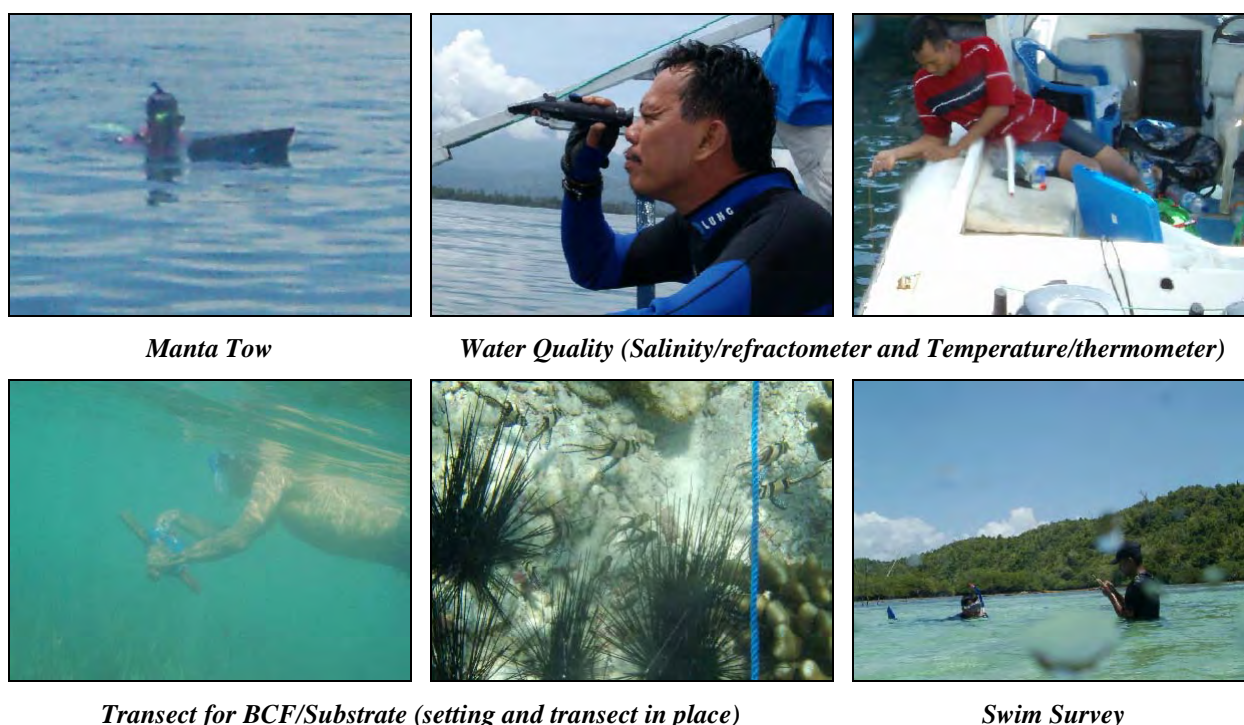 LUNG
Manta Tow
Water Quality (Salinity/refractometer and Temperature/thermometer)
Transect for BCF/Substrate (setting and transect in place)
Swim Survey